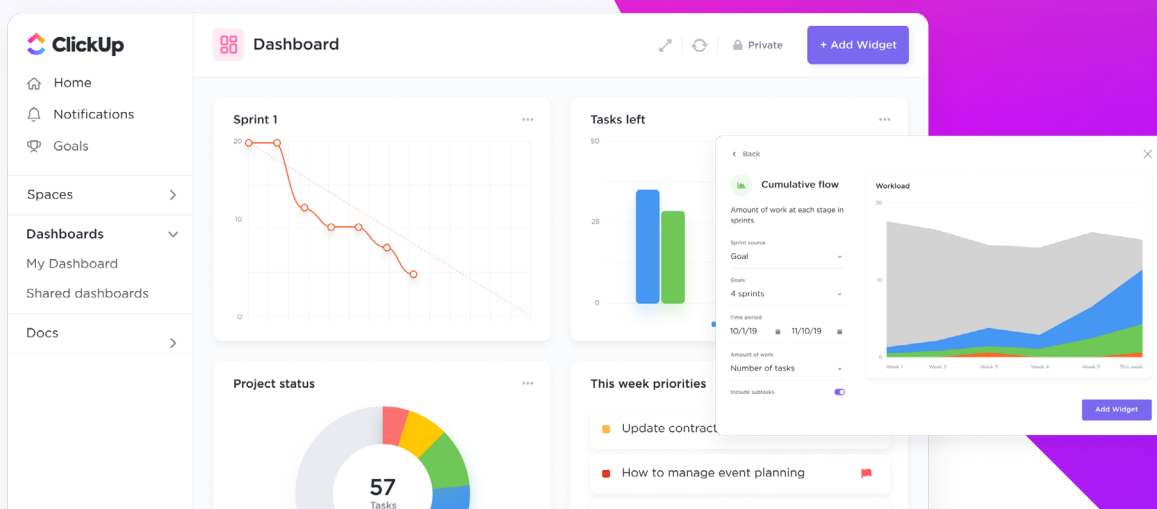 ClickUp
Home
Notifications
Goals
Spaces
Dashboards
My Dashboard
Shared dashboards
Docs
Dashboard
Private
+ Add Widget
Sprint 1
20
10
0
Tasks left
50
25
0
Project status
57
Tasks
This week priorities
Update contract
How to manage event planning
Back
Cumulative flow
Amount of work at each stage in
sprints
Sprint source
Goal
Goals
4 sprints
Time period
10/1/19 11/10/19
Amount of work
Number of tasks
Include subtasks
Workload
20
10
0
Week 1 Week 2 Week 3 Week 4 Week 5 This week
Add Widget